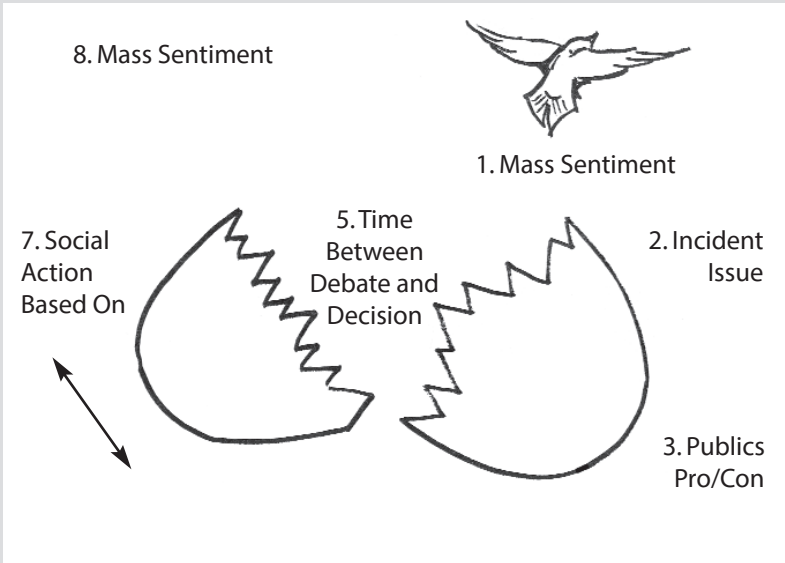 8. Mass Sentiment
1. Mass Sentiment
7. Social
Action
Based On
5. Time
Between
Debate and
Decision
2. Incident
Issue
3. Publics
Pro/Con